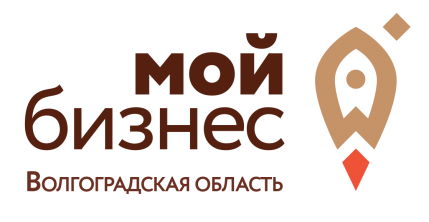 мой
бизнес
Волгоградская область